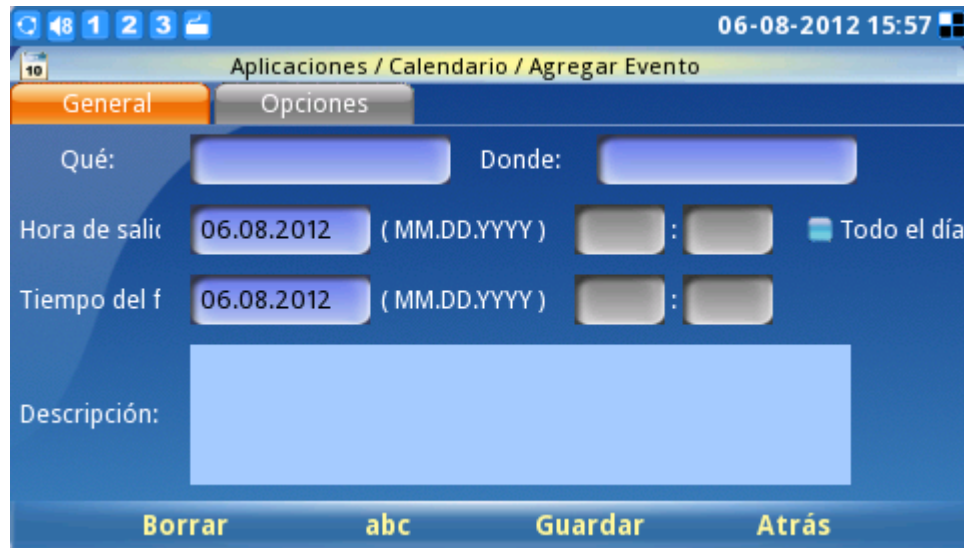 8 1 2 3 06-08-2012 15:57
10 Aplicaciones / Calendario / Agregar Evento
General Opciones
Qué: Donde:
Hora de salid 06.08.2012 ( MM.DD.YYYY ) : Todo el día
Tiempo del f 06.08.2012 ( MM.DD.YYYY ) :
Descripción:
Borrar abc Guardar Atrás